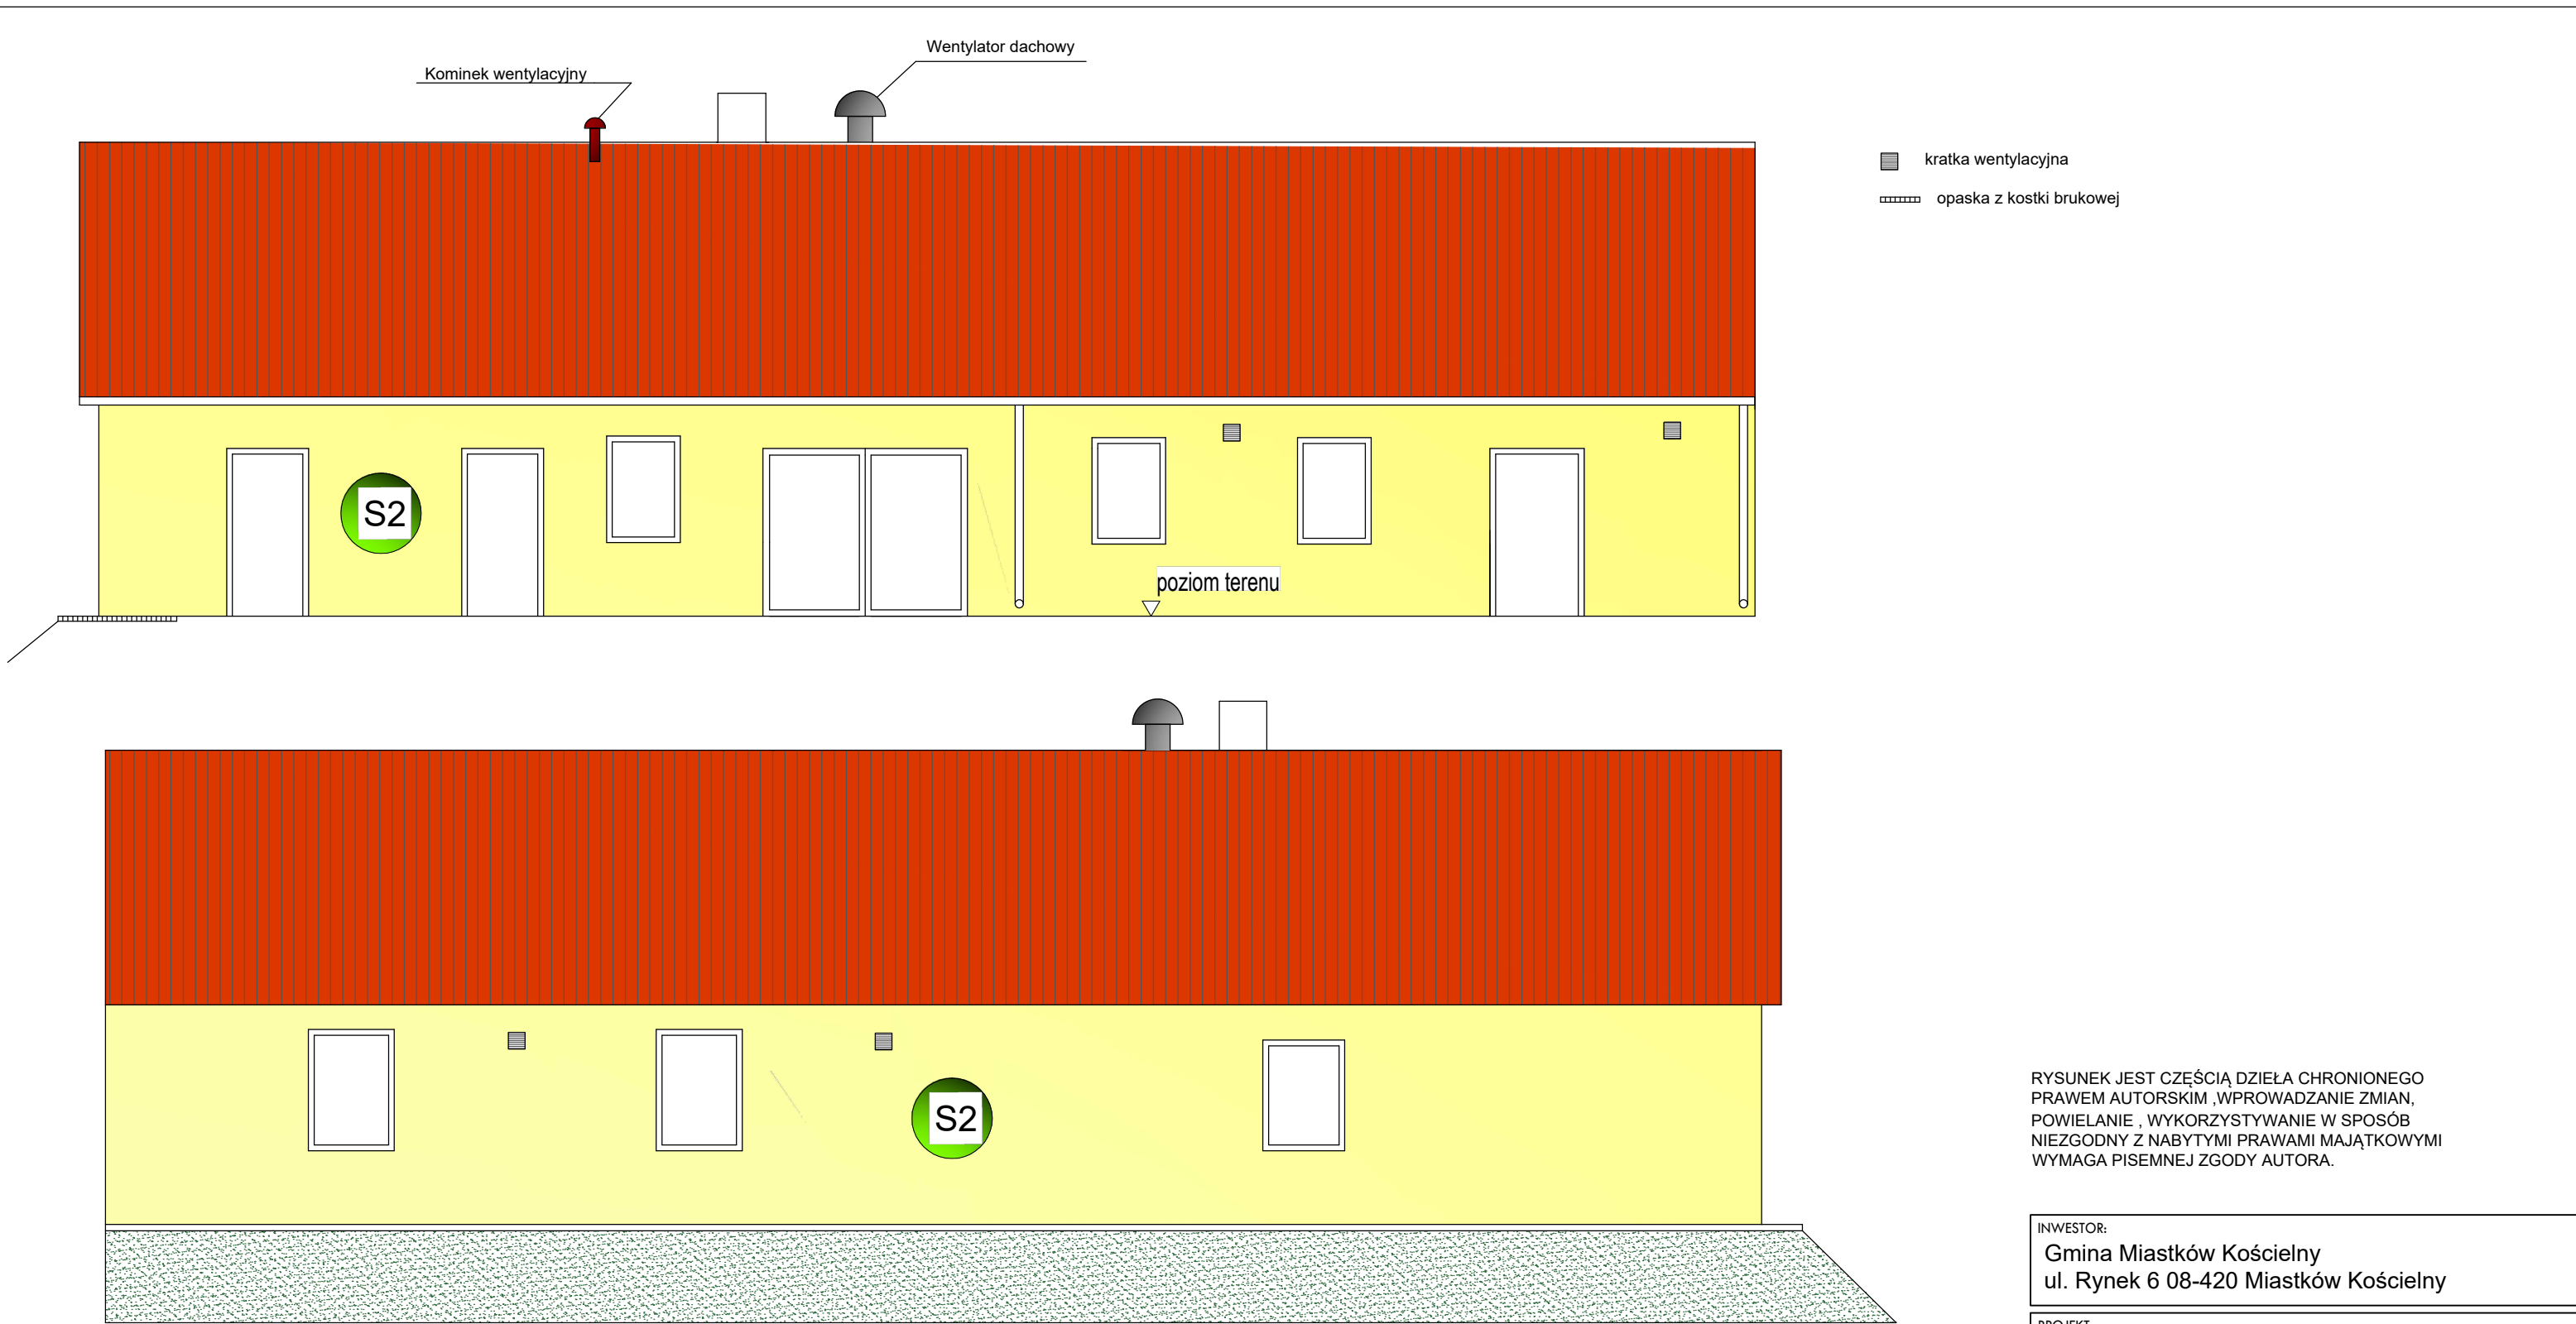 Wentylator dachowy
Kominek wentylacyjny
kratka wentylacyjna
opaska z kostki brukowej
S2
poziom terenu
S2
RYSUNEK JEST CZĘŚCIĄ DZIEŁA CHRONIONEGO
PRAWEM AUTORSKIM ,WPROWADZANIE ZMIAN,
POWIELANIE , WYKORZYSTYWANIE W SPOSÓB
NIEZGODNY Z NABYTYMI PRAWAMI MAJĄTKOWYMI
WYMAGA PISEMNEJ ZGODY AUTORA.
INWESTOR:
Gmina Miastków Kościelny
ul. Rynek 6 08-420 Miastków Kościelny